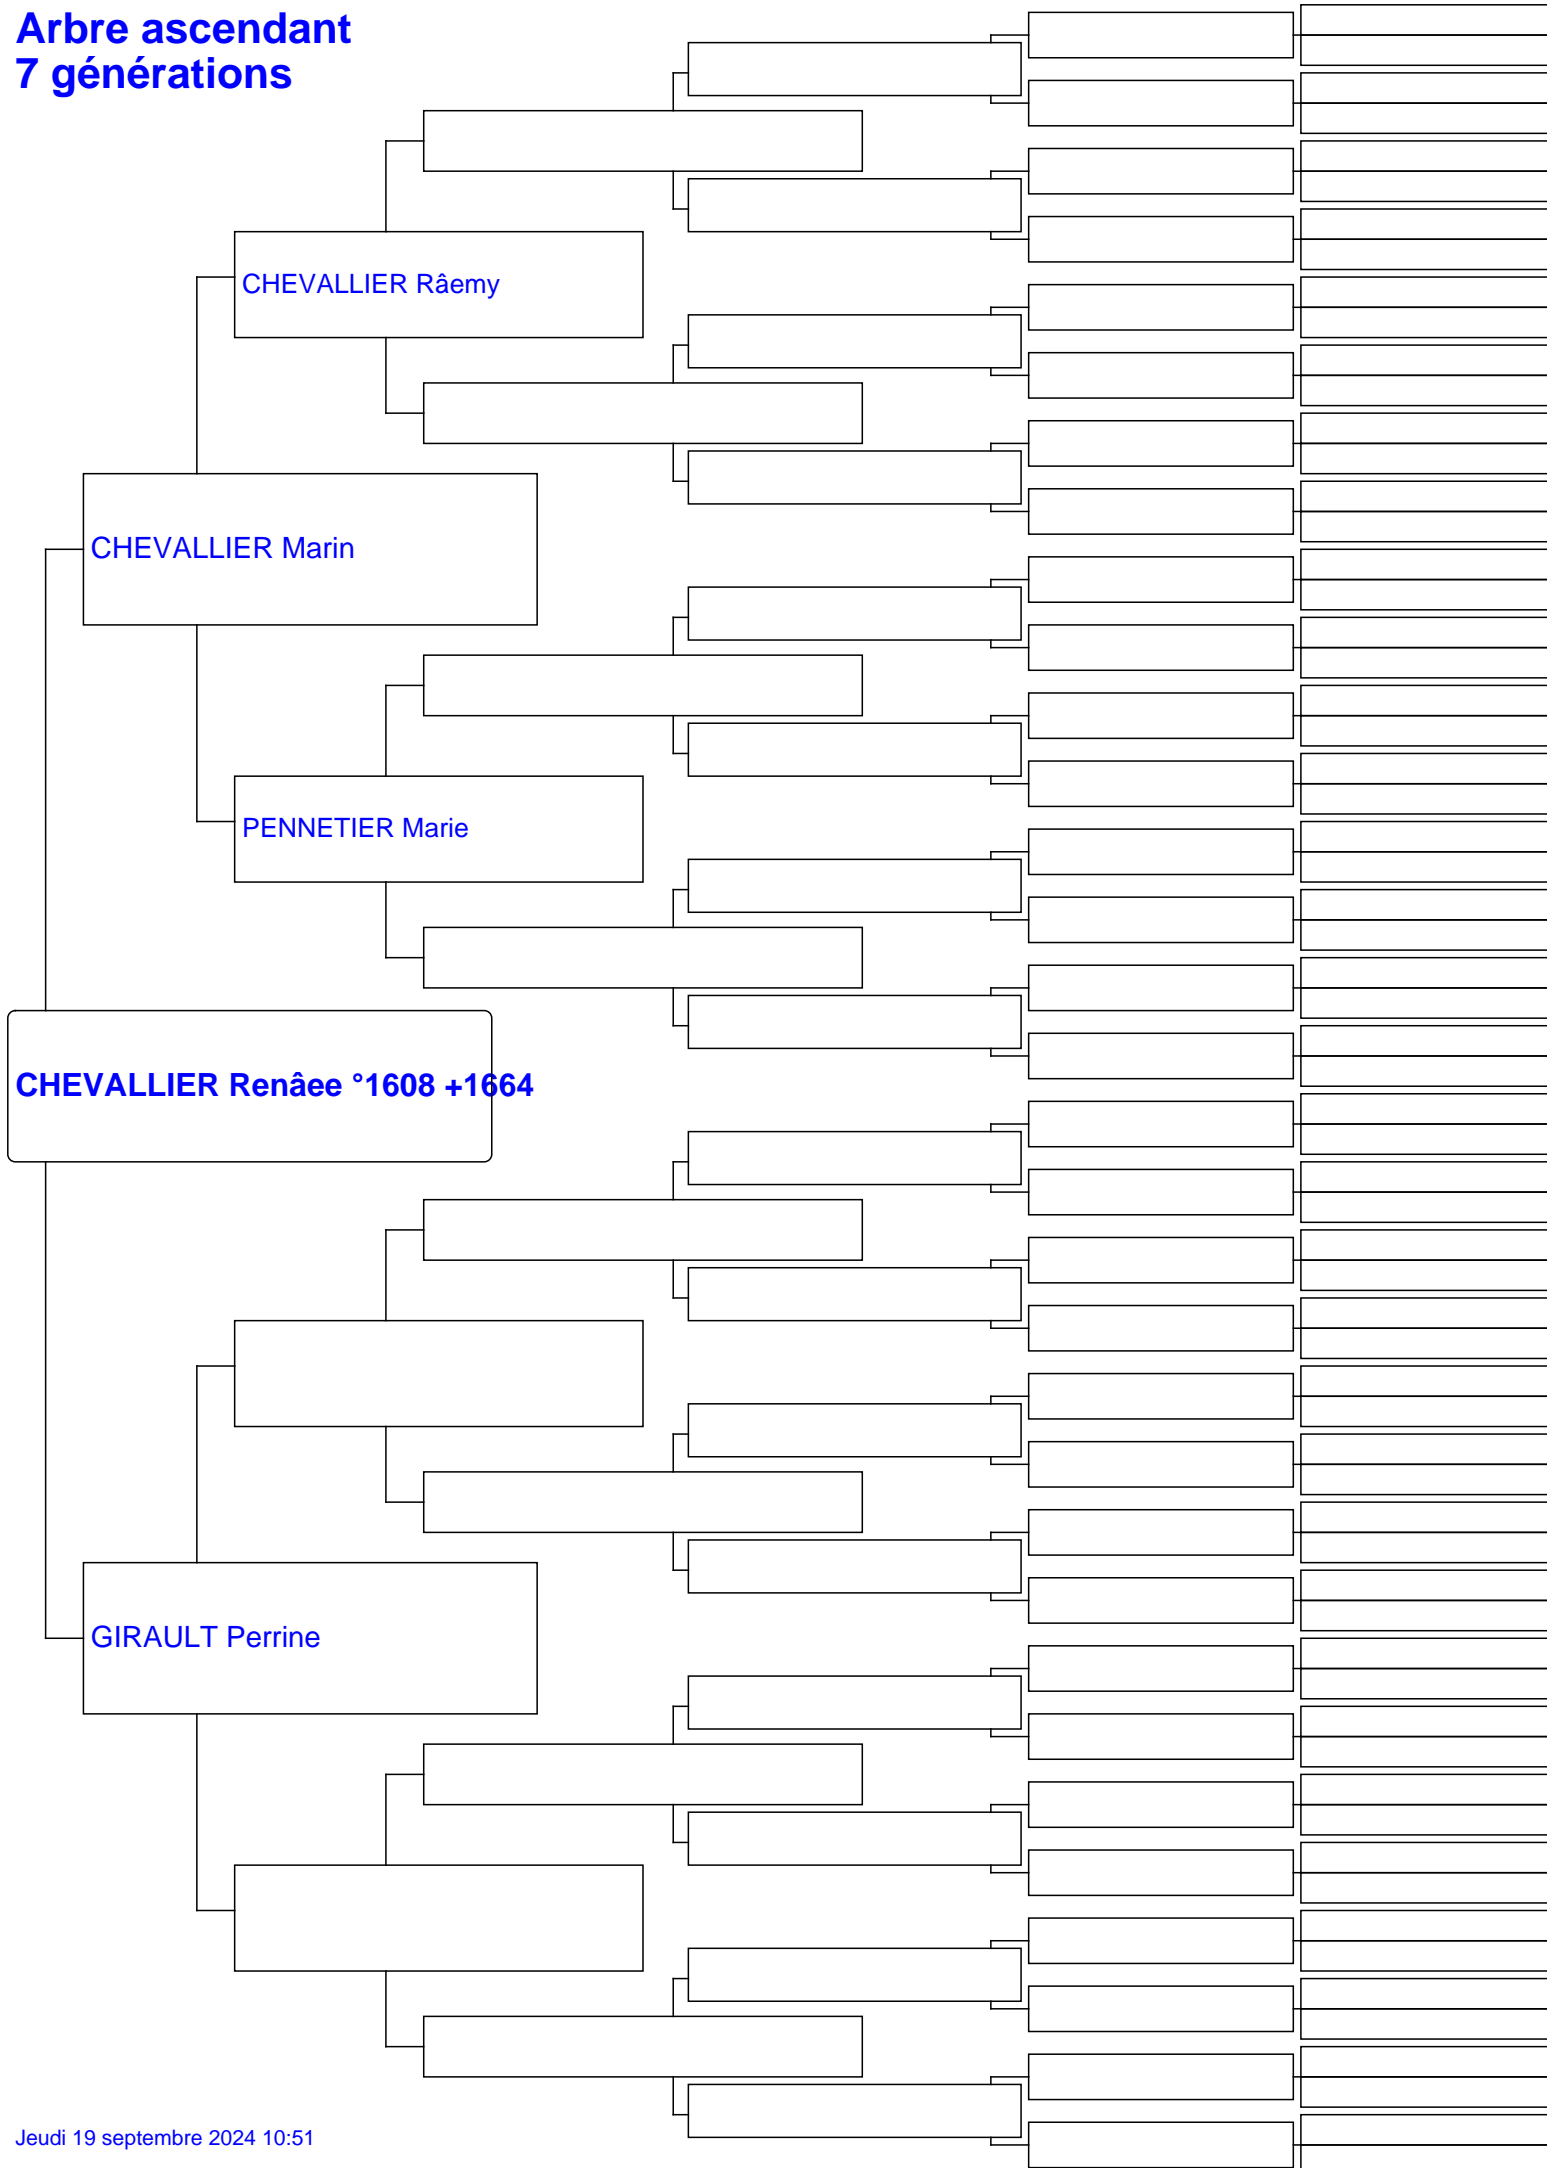 Arbre ascendant
7 générations
CHEVALLIER Râemy
CHEVALLIER Marin
PENNETIER Marie
CHEVALLIER Renâee °1608 +1664
GIRAULT Perrine
Jeudi 19 septembre 2024 10:51